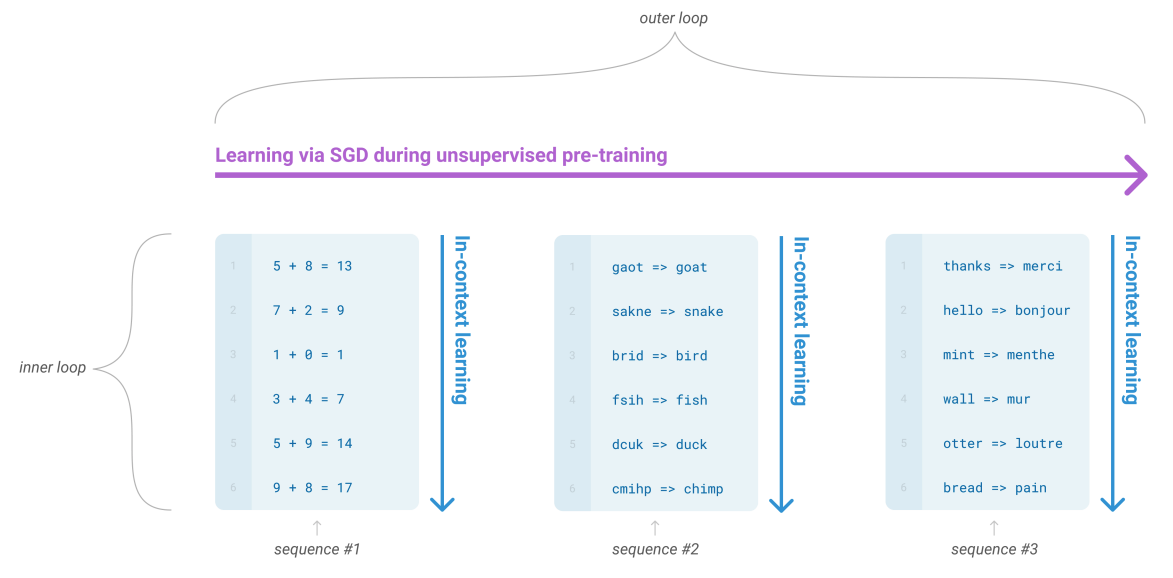 outer loop
Learning via SGD during unsupervised pre-training
inner loop
1 5 + 8 = 13
2 7 + 2 = 9
3 1 + 0 = 1
4 3 + 4 = 7
5 5 + 9 = 14
6 9 + 8 = 17
In-context learning
sequence #1
1 gaot => goat
2 sakne => snake
3 brid => bird
4 fsih => fish
5 dcuk => duck
6 cmihp => chimp
In-context learning
sequence #2
1 thanks => merci
2 hello => bonjour
3 mint => menthe
4 wall => mur
5 otter => loutre
6 bread => pain
In-context learning
sequence #3